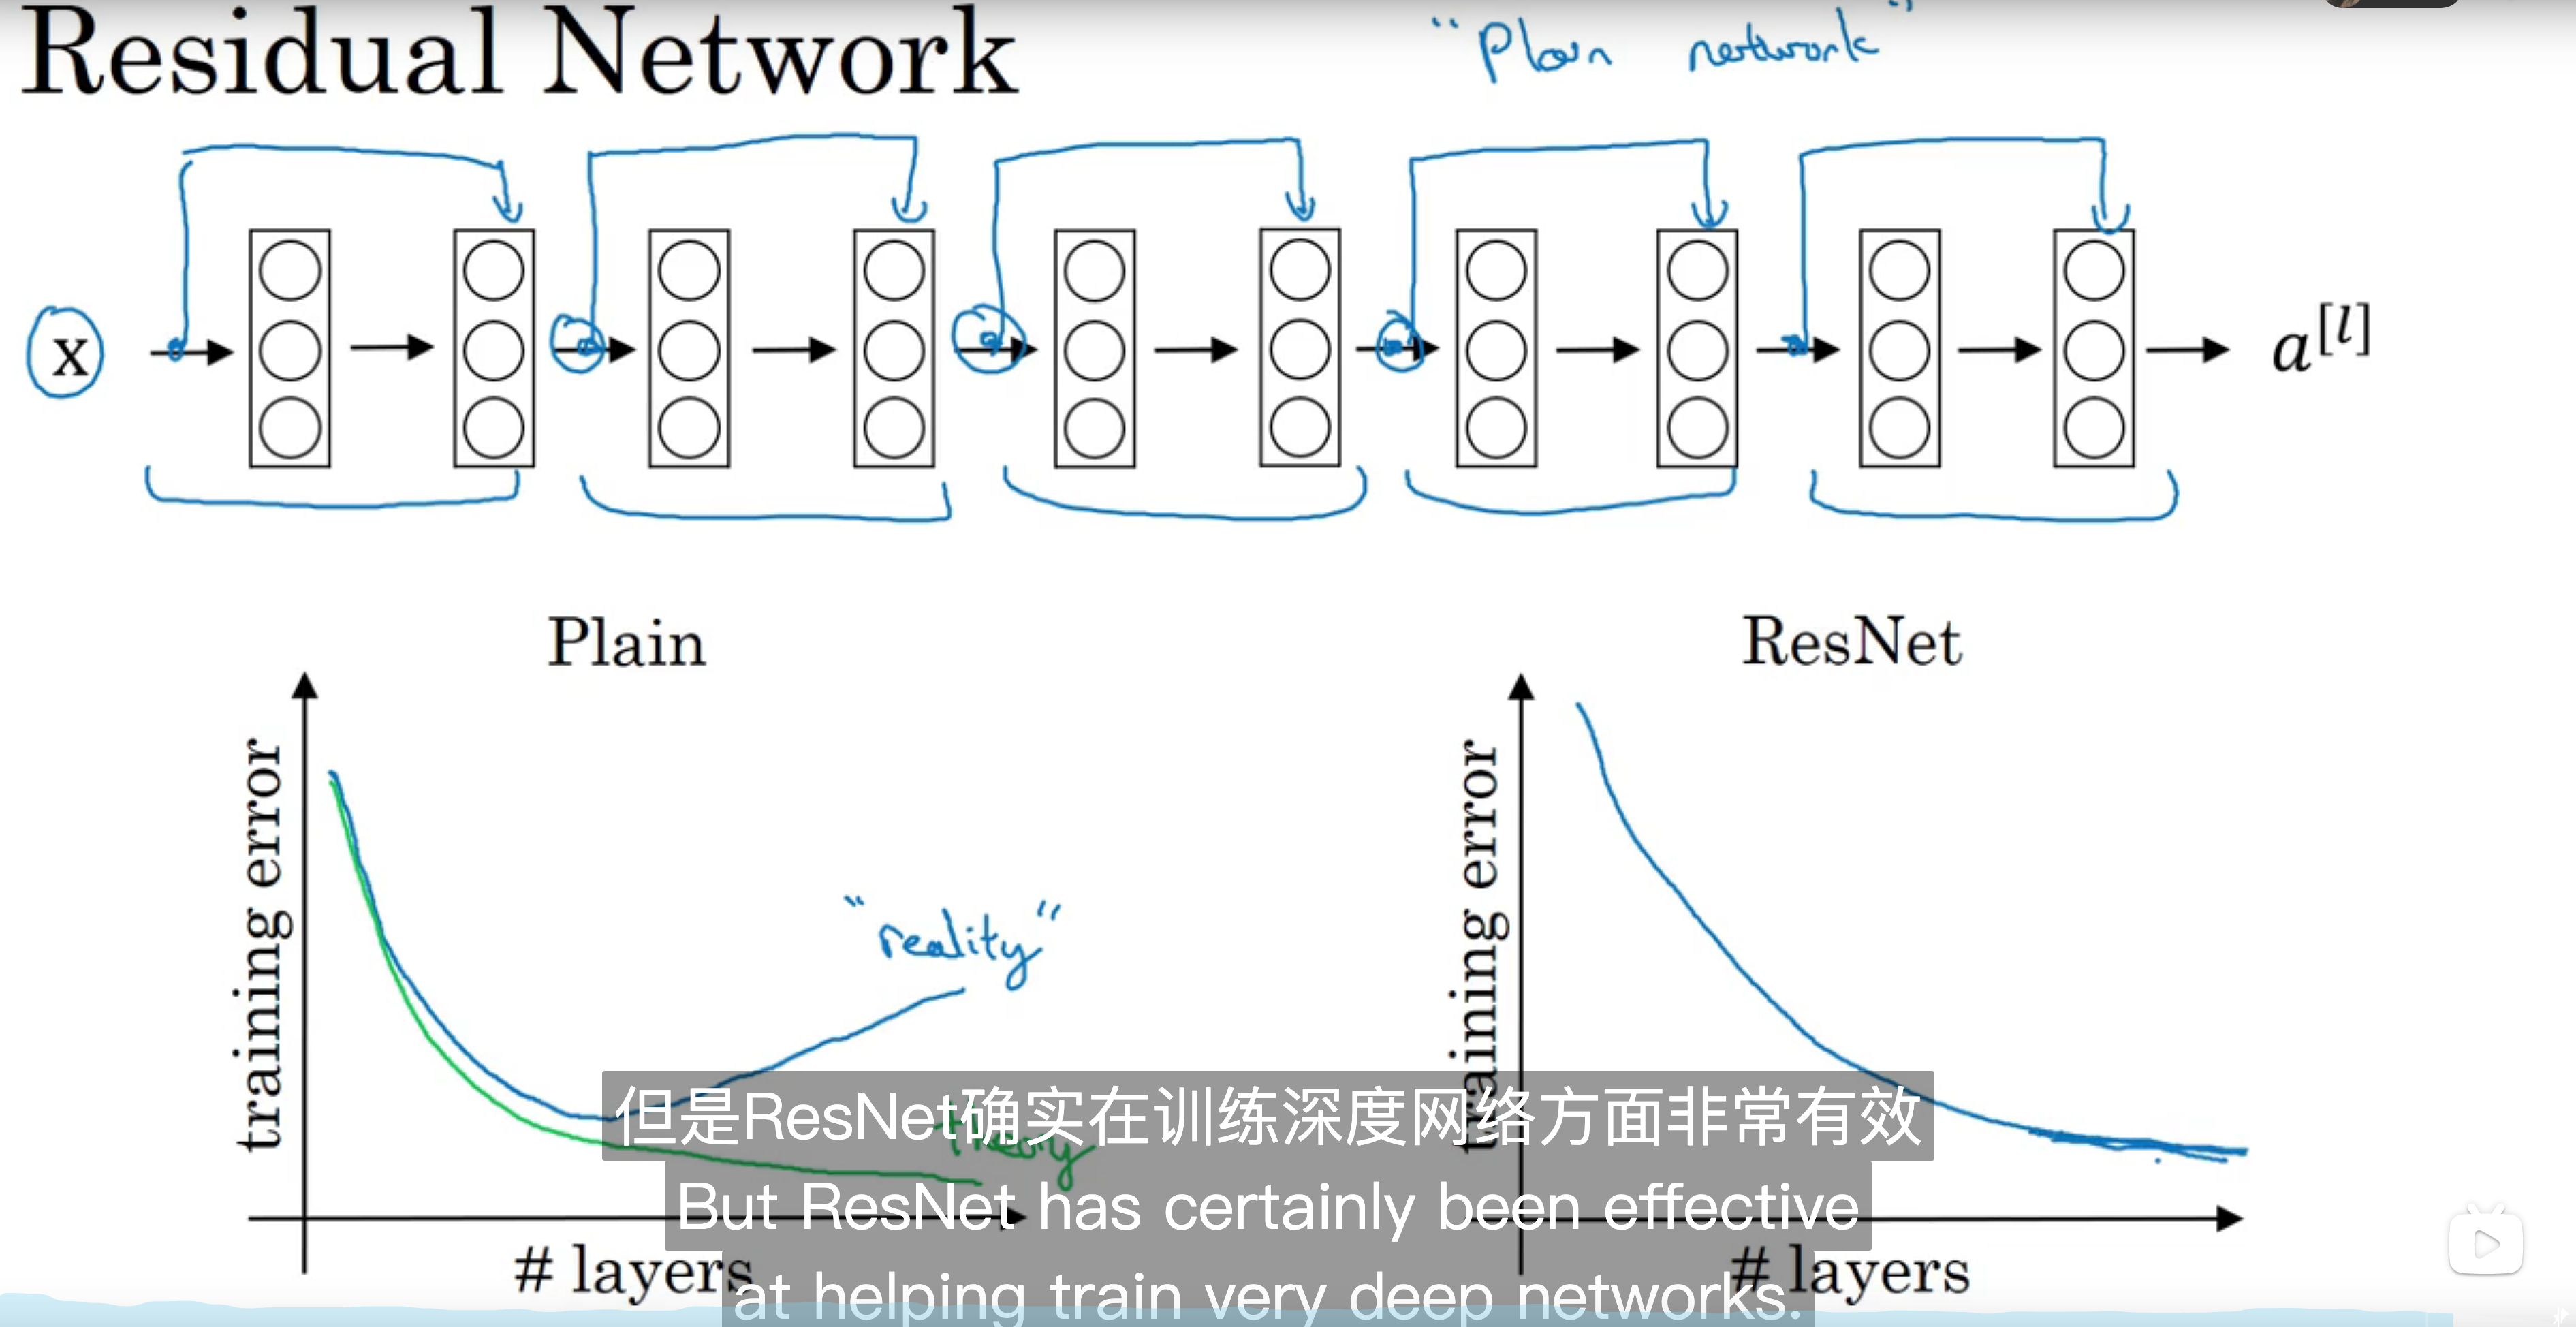 Residual Network
"Plain network"
x
a[l]
Plain
ResNet
training error
"reality"
theory
# layers
training error
# layers
但是ResNet确实在训练深度网络方面非常有效
But ResNet has certainly been effective
at helping train very deep networks.